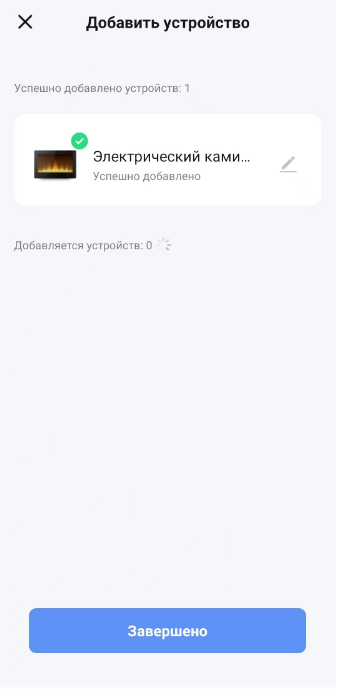 Добавить устройство
Успешно добавлено устройств: 1
Электрический ками...
Успешно добавлено
Добавляется устройств: 0
Завершено